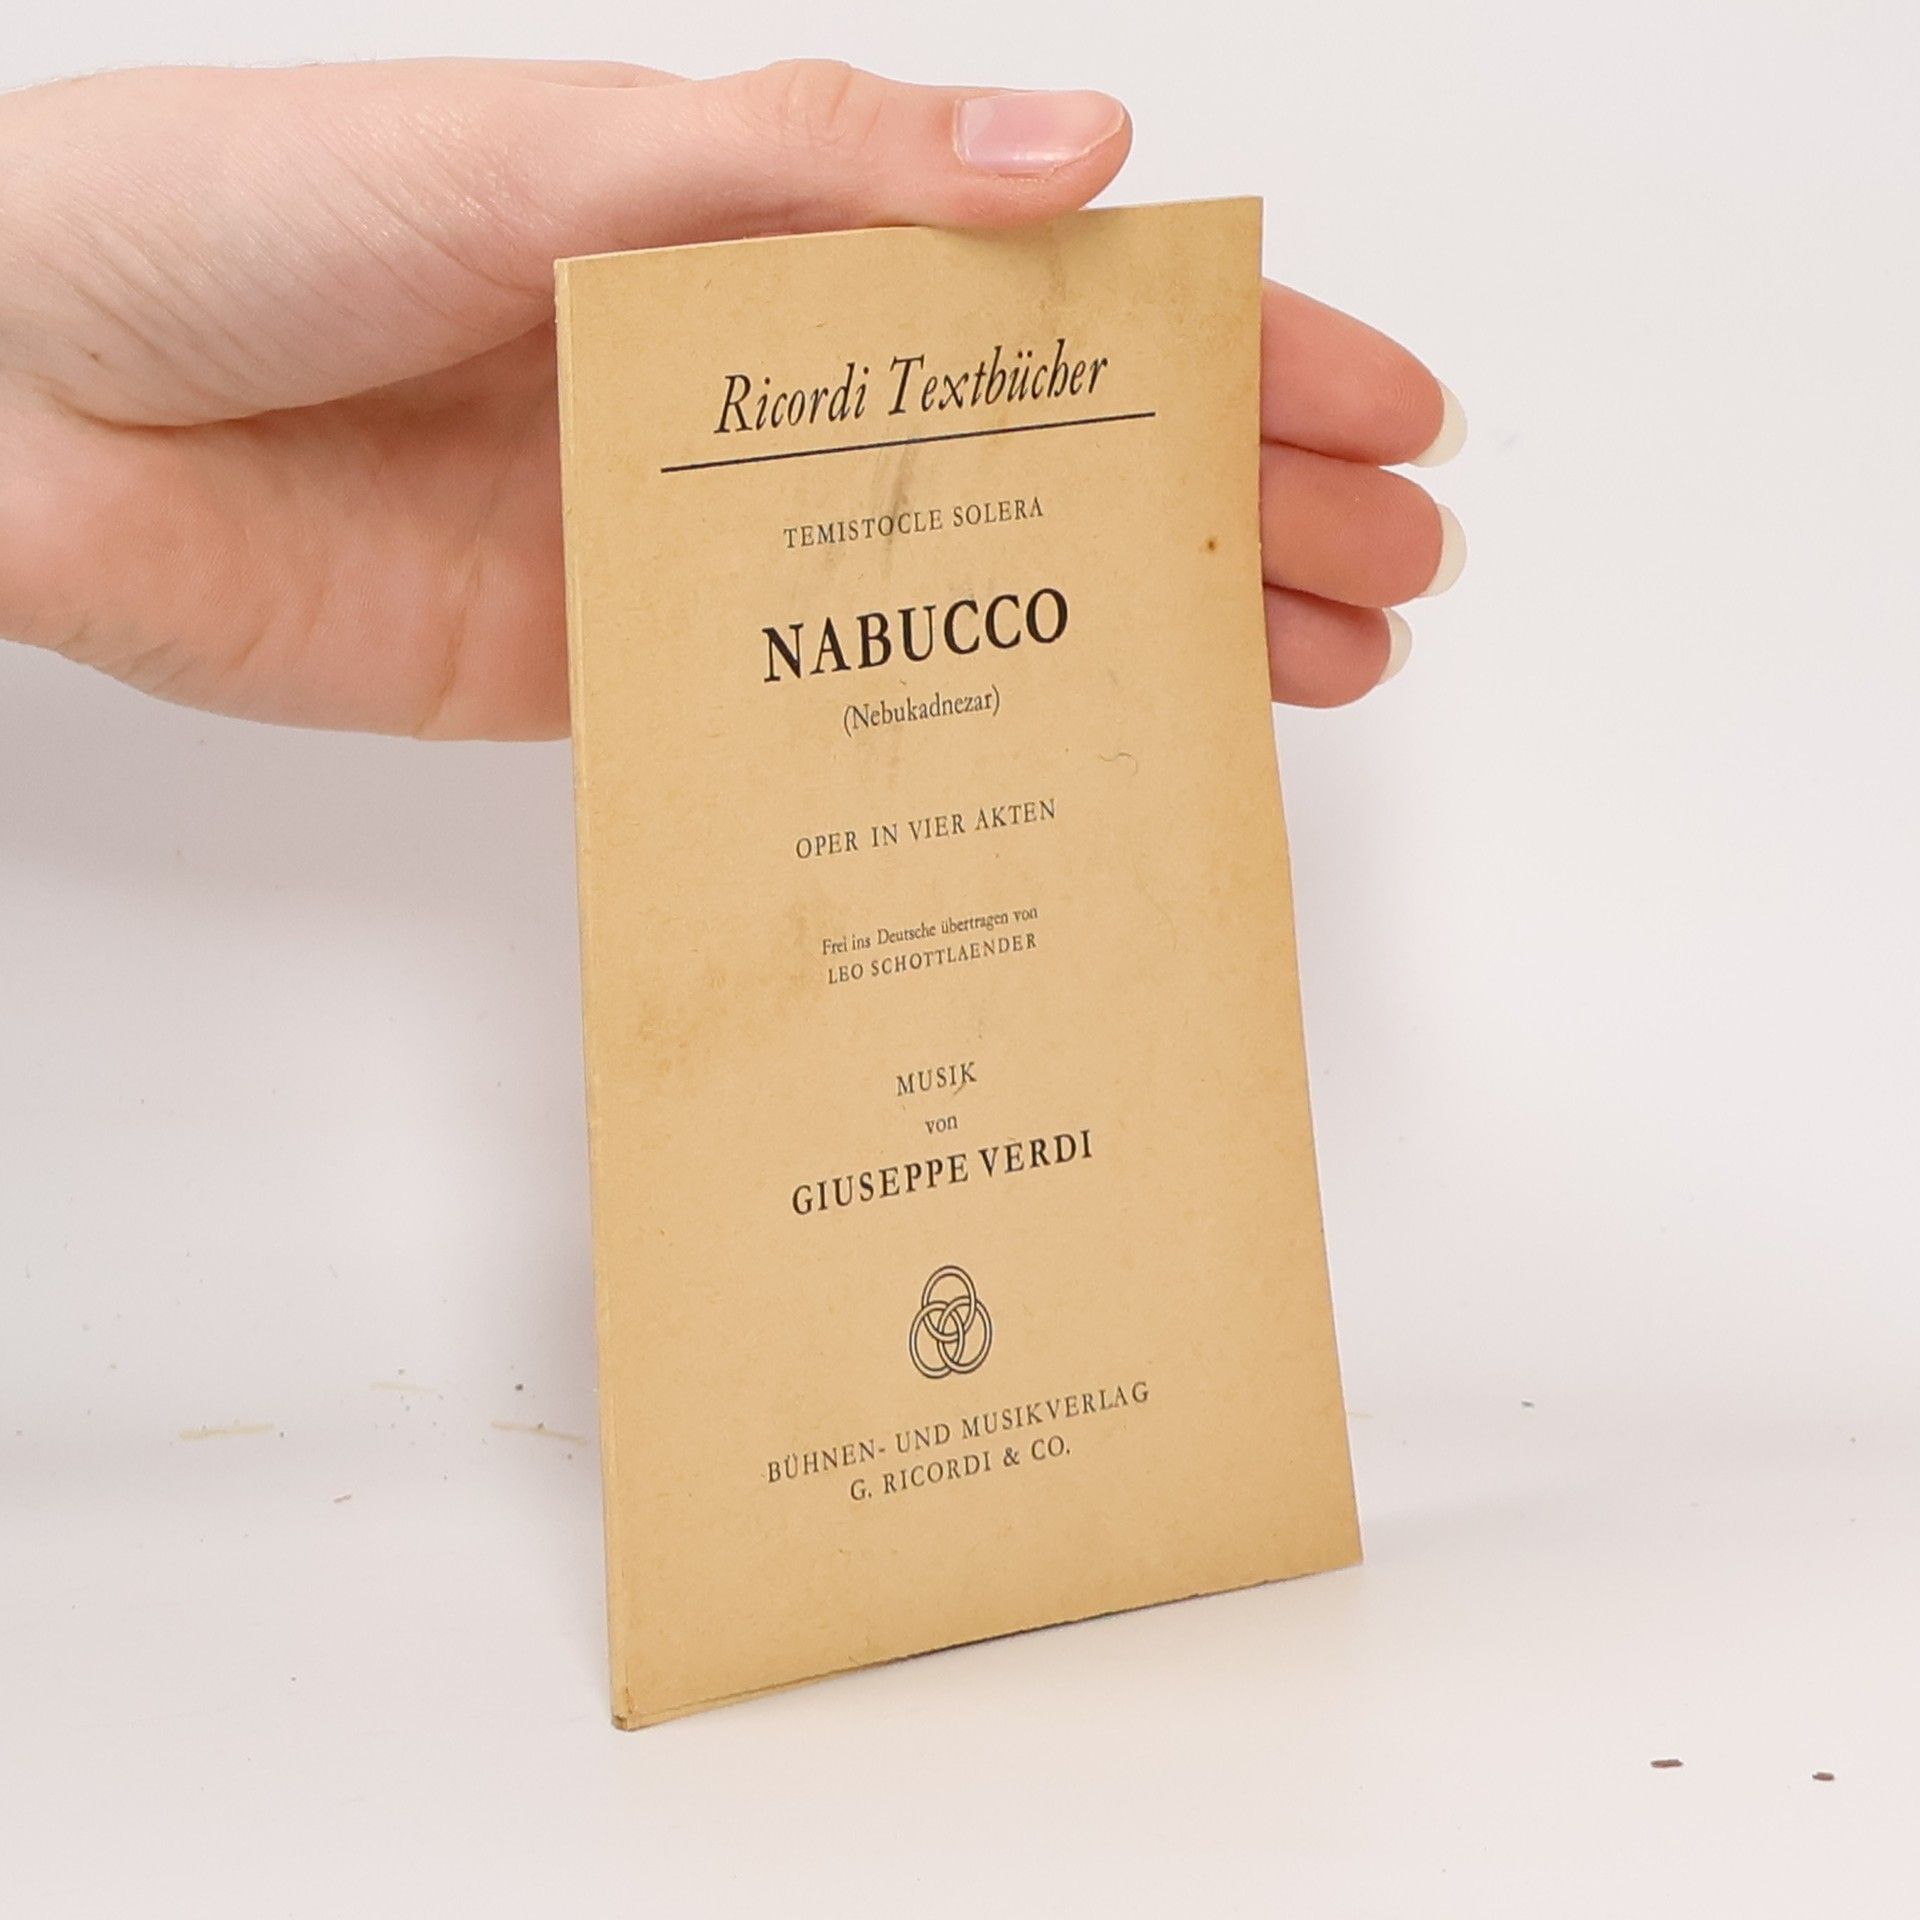 Ricordi Textbücher
TEMISTOCLE SOLERA
NABUCCO
(Nebukadnezar)
OPER IN VIER AKTEN
Frei ins Deutsche übertragen von
LEO SCHOTTLAENDER
MUSIK
von
GIUSEPPE VERDI
BÜHNEN- UND MUSIKVERLAG
G. RICORDI & CO.